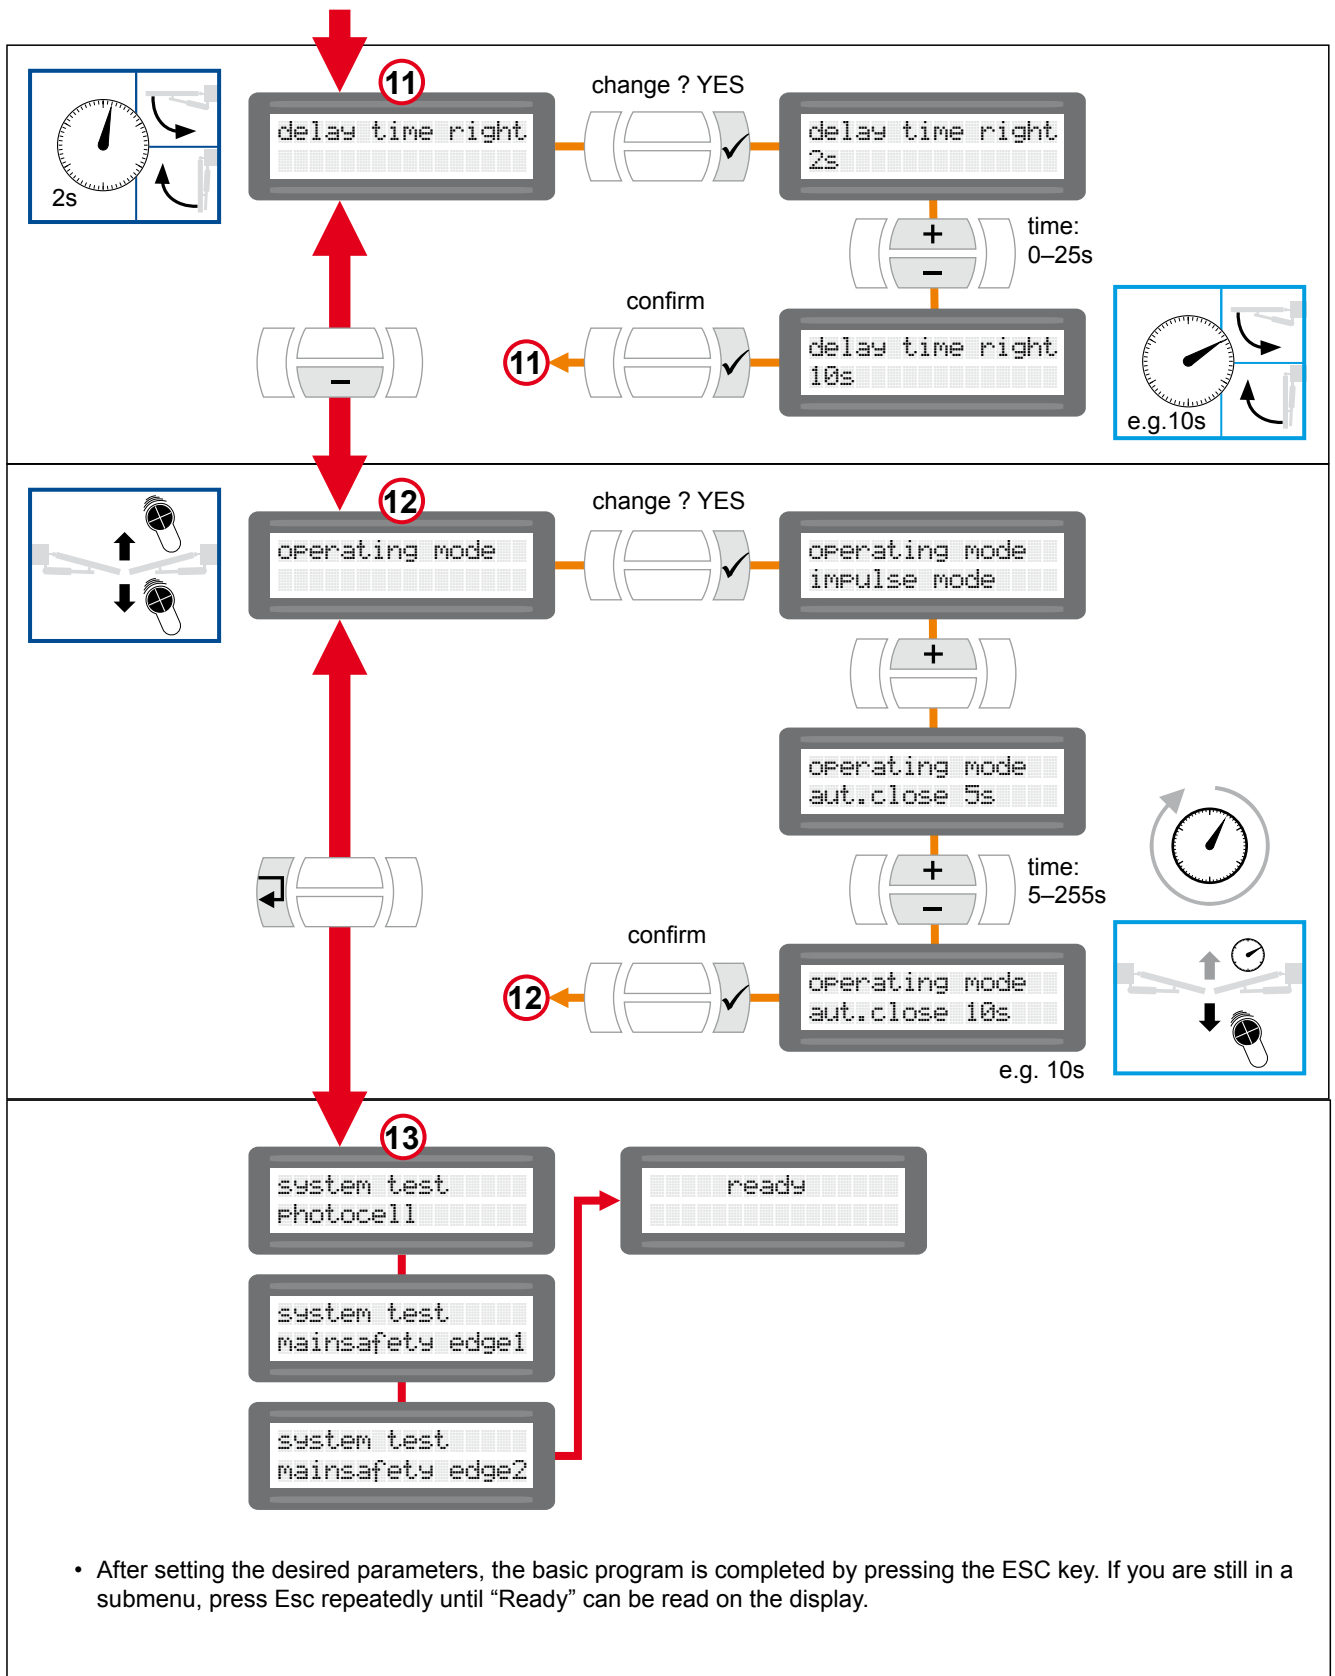 11
change ? YES
delay time right
delay time right
2s
2s
+
−
time:
0–25s
confirm
−
11
delay time right
10s
e.g.10s
12
change ? YES
operating mode
operating mode
impulse mode
+
operating mode
aut.close 5s
+
−
time:
5–255s
confirm
12
operating mode
aut.close 10s
e.g. 10s
13
system test
photocell
ready
system test
mainsafety edge1
system test
mainsafety edge2
• After setting the desired parameters, the basic program is completed by pressing the ESC key. If you are still in a
submenu, press Esc repeatedly until “Ready” can be read on the display.